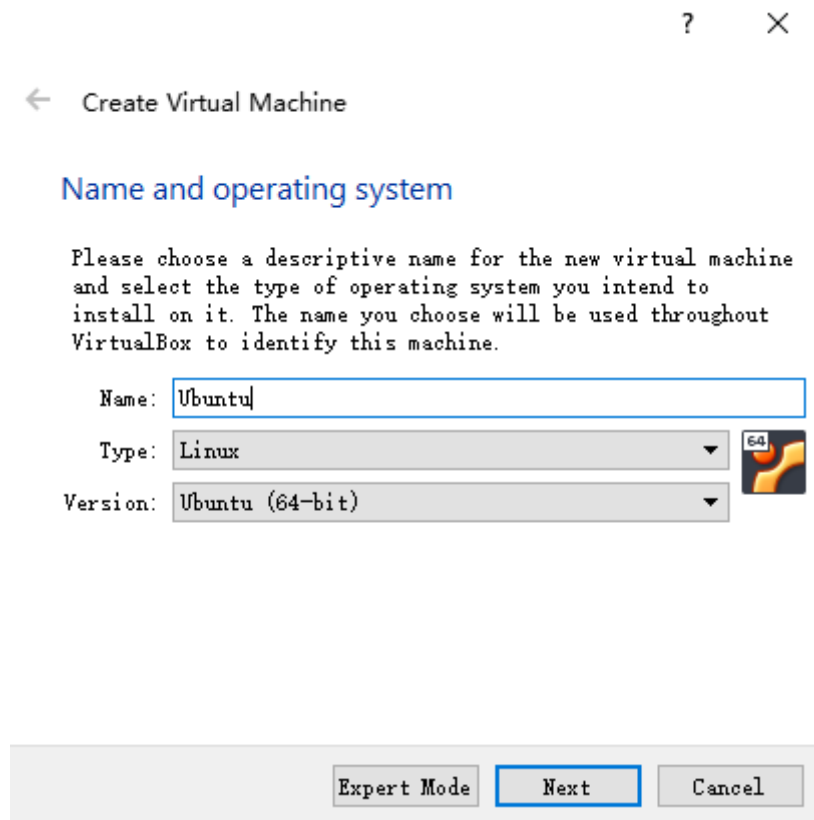 ?
Create Virtual Machine
Name and operating system
Please choose a descriptive name for the new virtual machine
and select the type of operating system you intend to
install on it. The name you choose will be used throughout
VirtualBox to identify this machine.
Name: Ubuntu
Type: Linux
64
Version: Ubuntu (64-bit)
Expert Mode Next Cancel